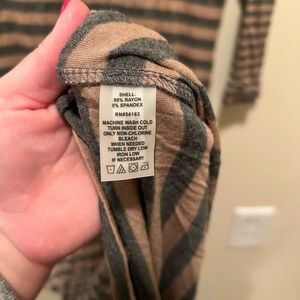 SHELL:
95% RAYON
5% SPANDEX
RN#54163
MACHINE WASH COLD
TURN INSIDE OUT
ONLY NON-CHLORINE
BLEACH
WHEN NEEDED
TUMBLE DRY LOW
IRON LOW
IF NECESSARY